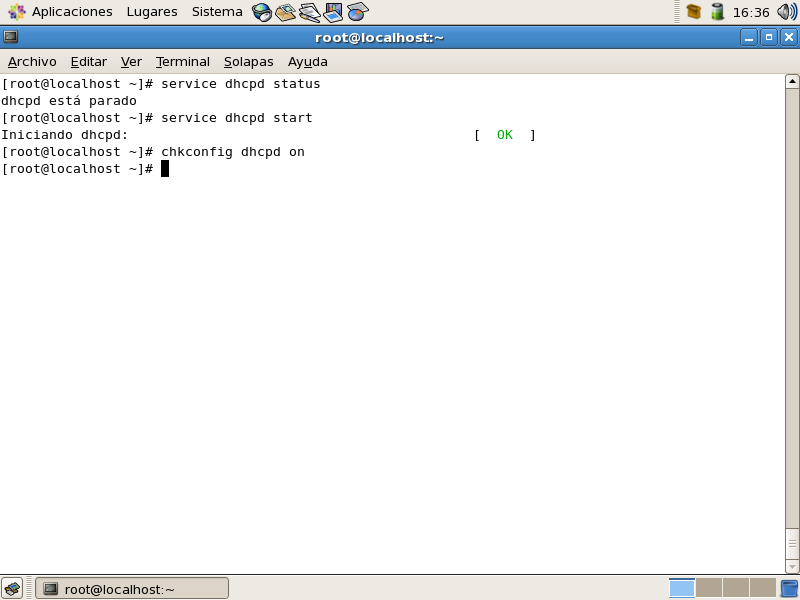 Aplicaciones Lugares Sistema 16:36
root@localhost:~
Archivo Editar Ver Terminal Solapas Ayuda
[root@localhost ~]# service dhcpd status
dhcpd está parado
[root@localhost ~]# service dhcpd start
Iniciando dhcpd: [ OK ]
[root@localhost ~]# chkconfig dhcpd on
[root@localhost ~]#
root@localhost:~